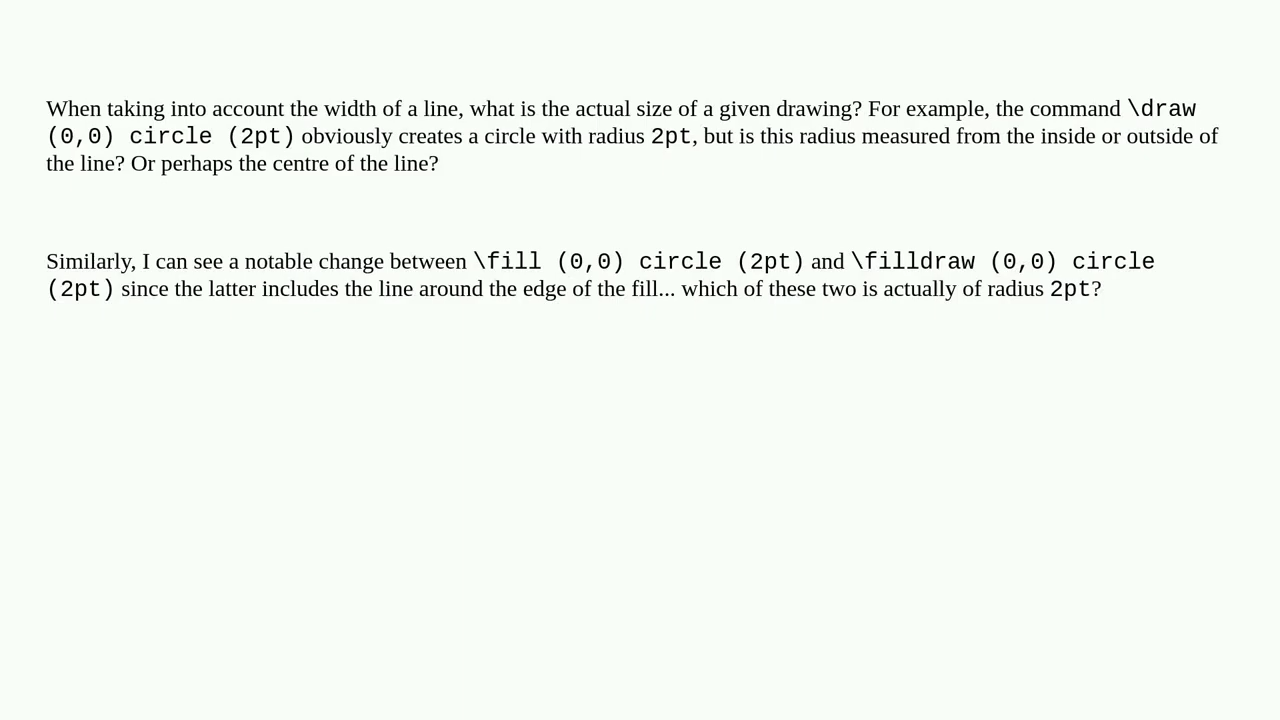 When taking into account the width of a line, what is the actual size of a given drawing? For example, the command \draw
(0,0) circle (2pt) obviously creates a circle with radius 2pt, but is this radius measured from the inside or outside of
the line? Or perhaps the centre of the line?
Similarly, I can see a notable change between \fill (0,0) circle (2pt) and \filldraw (0,0) circle
(2pt) since the latter includes the line around the edge of the fill... which of these two is actually of radius 2pt?